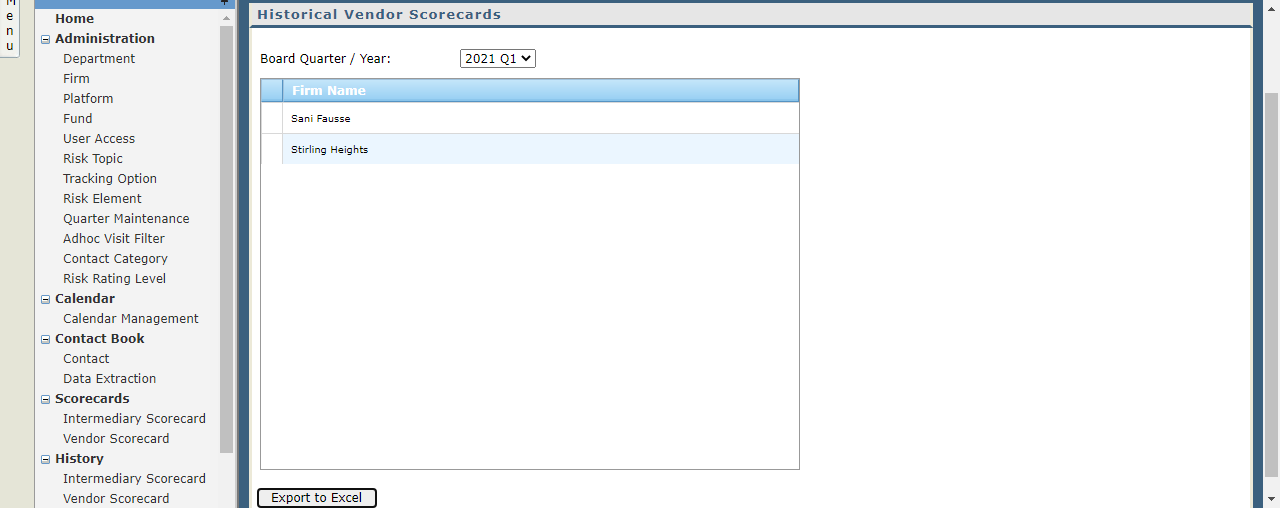 M
e
n
u
Home
Administration
Department
Firm
Platform
Fund
User Access
Risk Topic
Tracking Option
Risk Element
Quarter Maintenance
Adhoc Visit Filter
Contact Category
Risk Rating Level
Calendar
Calendar Management
Contact Book
Contact
Data Extraction
Scorecards
Intermediary Scorecard
Vendor Scorecard
History
Intermediary Scorecard
Vendor Scorecard
Historical Vendor Scorecards
Board Quarter / Year: 2021 Q1
Firm Name
Sani Fausse
Stirling Heights
Export to Excel